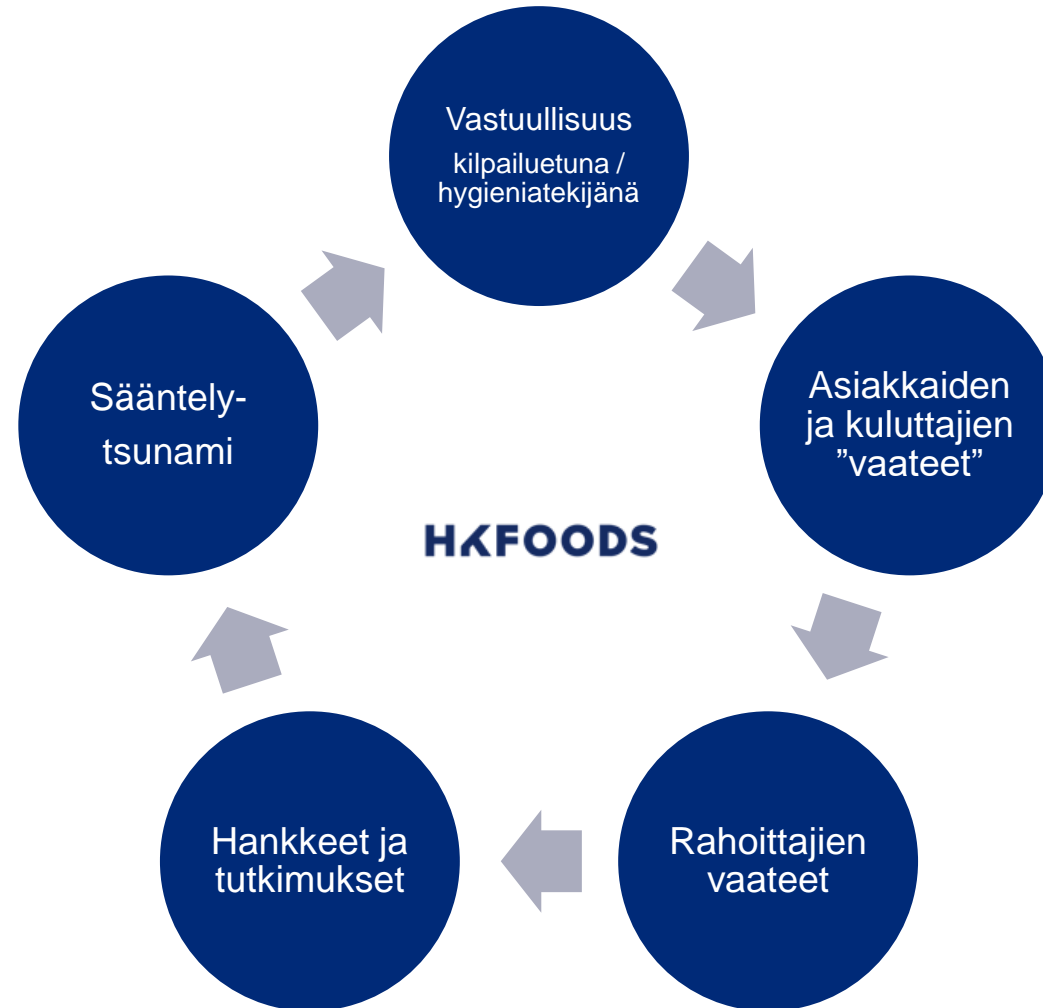 Vastuullisuus
kilpailuetuna /
hygieniatekijänä
Asiakkaiden
ja kuluttajien
”vaateet”
Rahoittajien
vaateet
Hankkeet ja
tutkimukset
Sääntely-
tsunami
HKFOODS